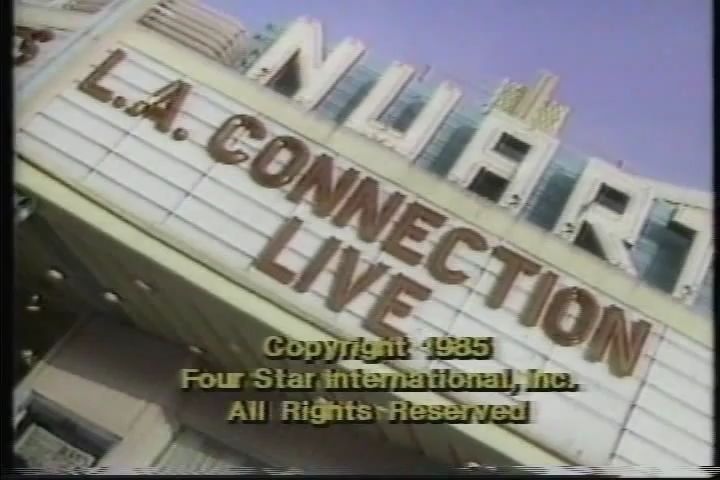 NUART
L.A. CONNECTION
LIVE
Copyright 1985
Four Star International, Inc.
All Rights Reserved